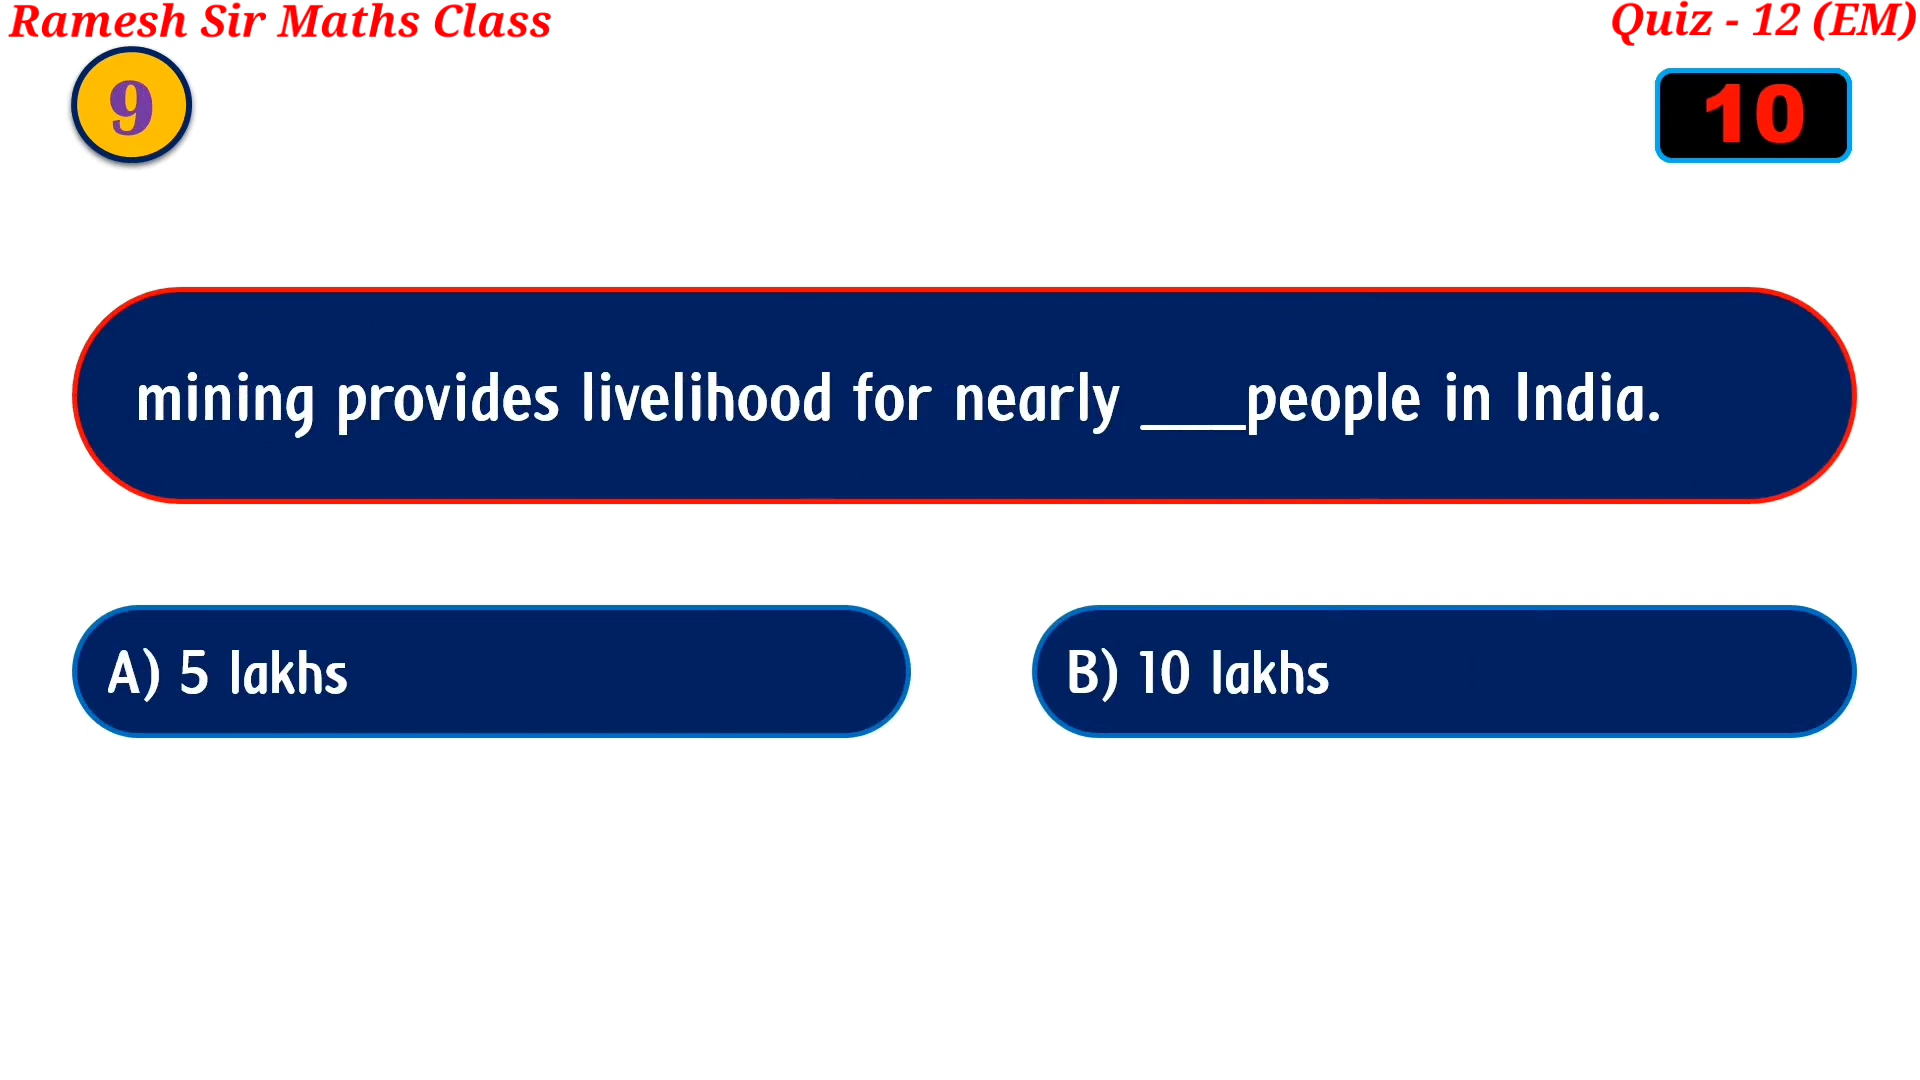 Ramesh Sir Maths Class
Quiz - 12 (EM)
9
10
mining provides livelihood for nearly ____people in India.
A) 5 lakhs
B) 10 lakhs